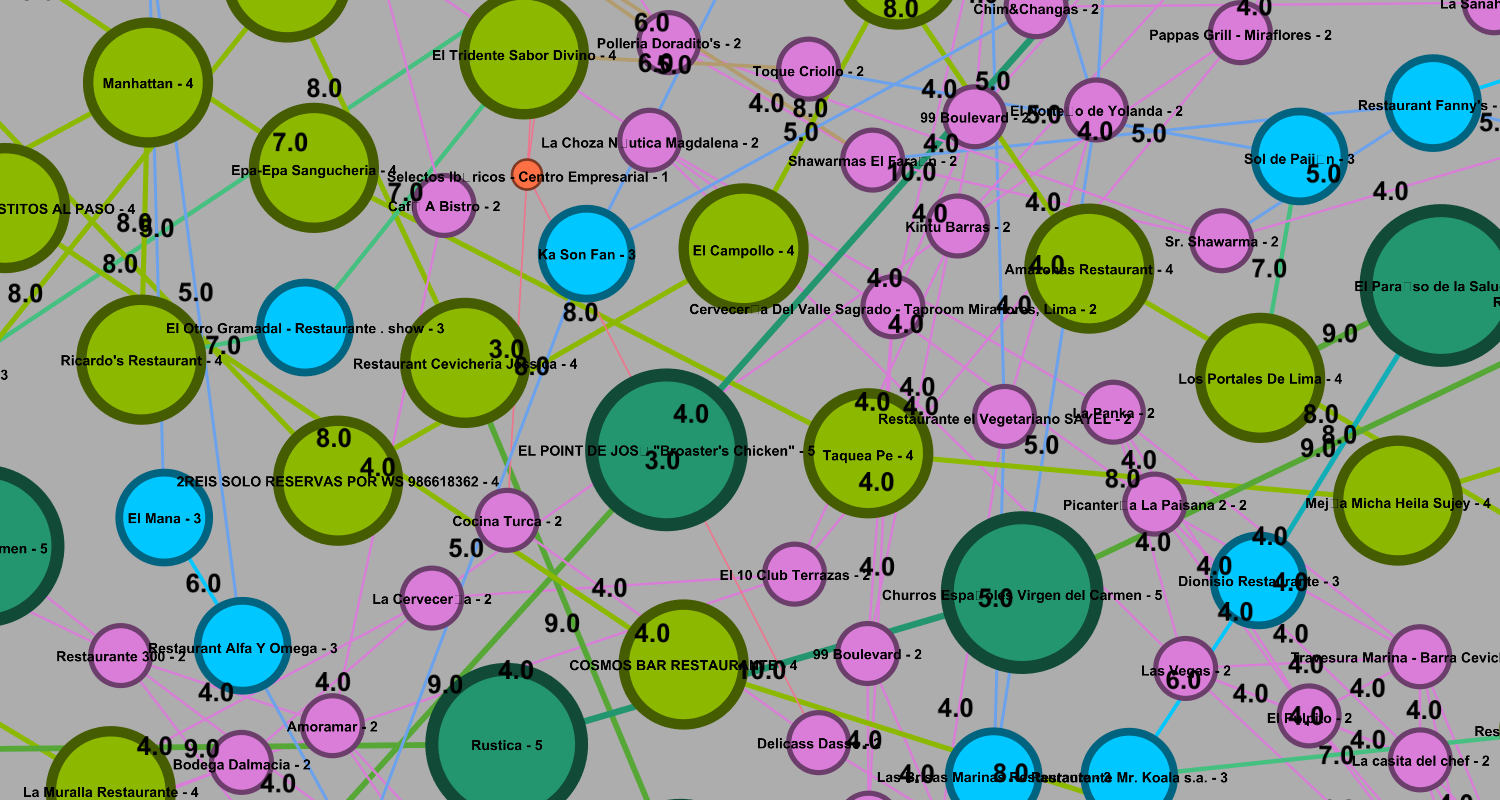 Chim&Changas - 2
4.0
La Sanah
8.0
6.0
Polleria Doradito's - 2
Pappas Grill - Miraflores - 2
El Tridente Sabor Divino - 4
Toque Criollo - 2
Manhattan - 4
8.0
5.0
4.0
4.0
8.0
Restaurant Fanny's -
99 Boulevard - 2
5.0
4.0
5.0
5.0
7.0
La Choza N□utica Magdalena - 2
4.0
Shawarmas El Fara□n - 2
Sol de Paij□n - 3
Epa-Epa Sangucheria - 4
Selectos Ib□ricos - Centro Empresarial - 1
10.0
5.0
7.0
4.0
Caf□ A Bistro - 2
STITOS AL PASO - 4
4.0
4.0
Kintu Barras - 2
8.0
5.0
Sr. Shawarma - 2
El Campollo - 4
Ka Son Fan - 3
8.0
4.0
Amazonas Restaurant - 4
7.0
4.0
El Para□so de la Salu
8.0
5.0
4.0
Cervecer□a Del Valle Sagrado - Taproom Miraflores, Lima - 2
8.0
4.0
El Otro Gramadal - Restaurante . show - 3
9.0
7.0
3.0
Ricardo's Restaurant - 4
Restaurant Cevicheria Jessica - 4
8.0
3
Los Portales De Lima - 4
4.0
4.0
4.0
4.0
La Panka - 2
Restaurante el Vegetariano SAYEL - 2
8.0
8.0
8.0
9.0
5.0
EL POINT DE JOS□ "Broaster's Chicken" - 5
3.0
Taquea Pe - 4
4.0
4.0
2REIS SOLO RESERVAS POR WS 986618362 - 4
4.0
8.0
Picanter□a La Paisana 2 - 2
Mej□a Micha Heila Sujey - 4
El Mana - 3
Cocina Turca - 2
4.0
4.0
men - 5
5.0
4.0
4.0
El 10 Club Terrazas - 2
Dionisio Restaurante - 3
4.0
6.0
4.0
La Cervecer□a - 2
Churros Espa□oles Virgen del Carmen - 5
5.0
4.0
9.0
4.0
4.0
Restaurant Alfa Y Omega - 3
Restaurante 300 - 2
99 Boulevard - 2
Travesura Marina - Barra Cevic
COSMOS BAR RESTAURANTE - 4
4.0
10.0
4.0
Las Vegas - 2
6.0
4.0
9.0
4.0
4.0
4.0
4.0
4.0
4.0
El Pulpito - 2
Amoramar - 2
Rustica - 5
Delicass Dasso - 2
4.0
4.0
Res
4.0
9.0
7.0
La casita del chef - 2
Bodega Dalmacia - 2
4.0
4.0
8.0
Las Brisas Marinas Restaurante - 3
Restaurante Mr. Koala s.a. - 3
La Muralla Restaurante - 4